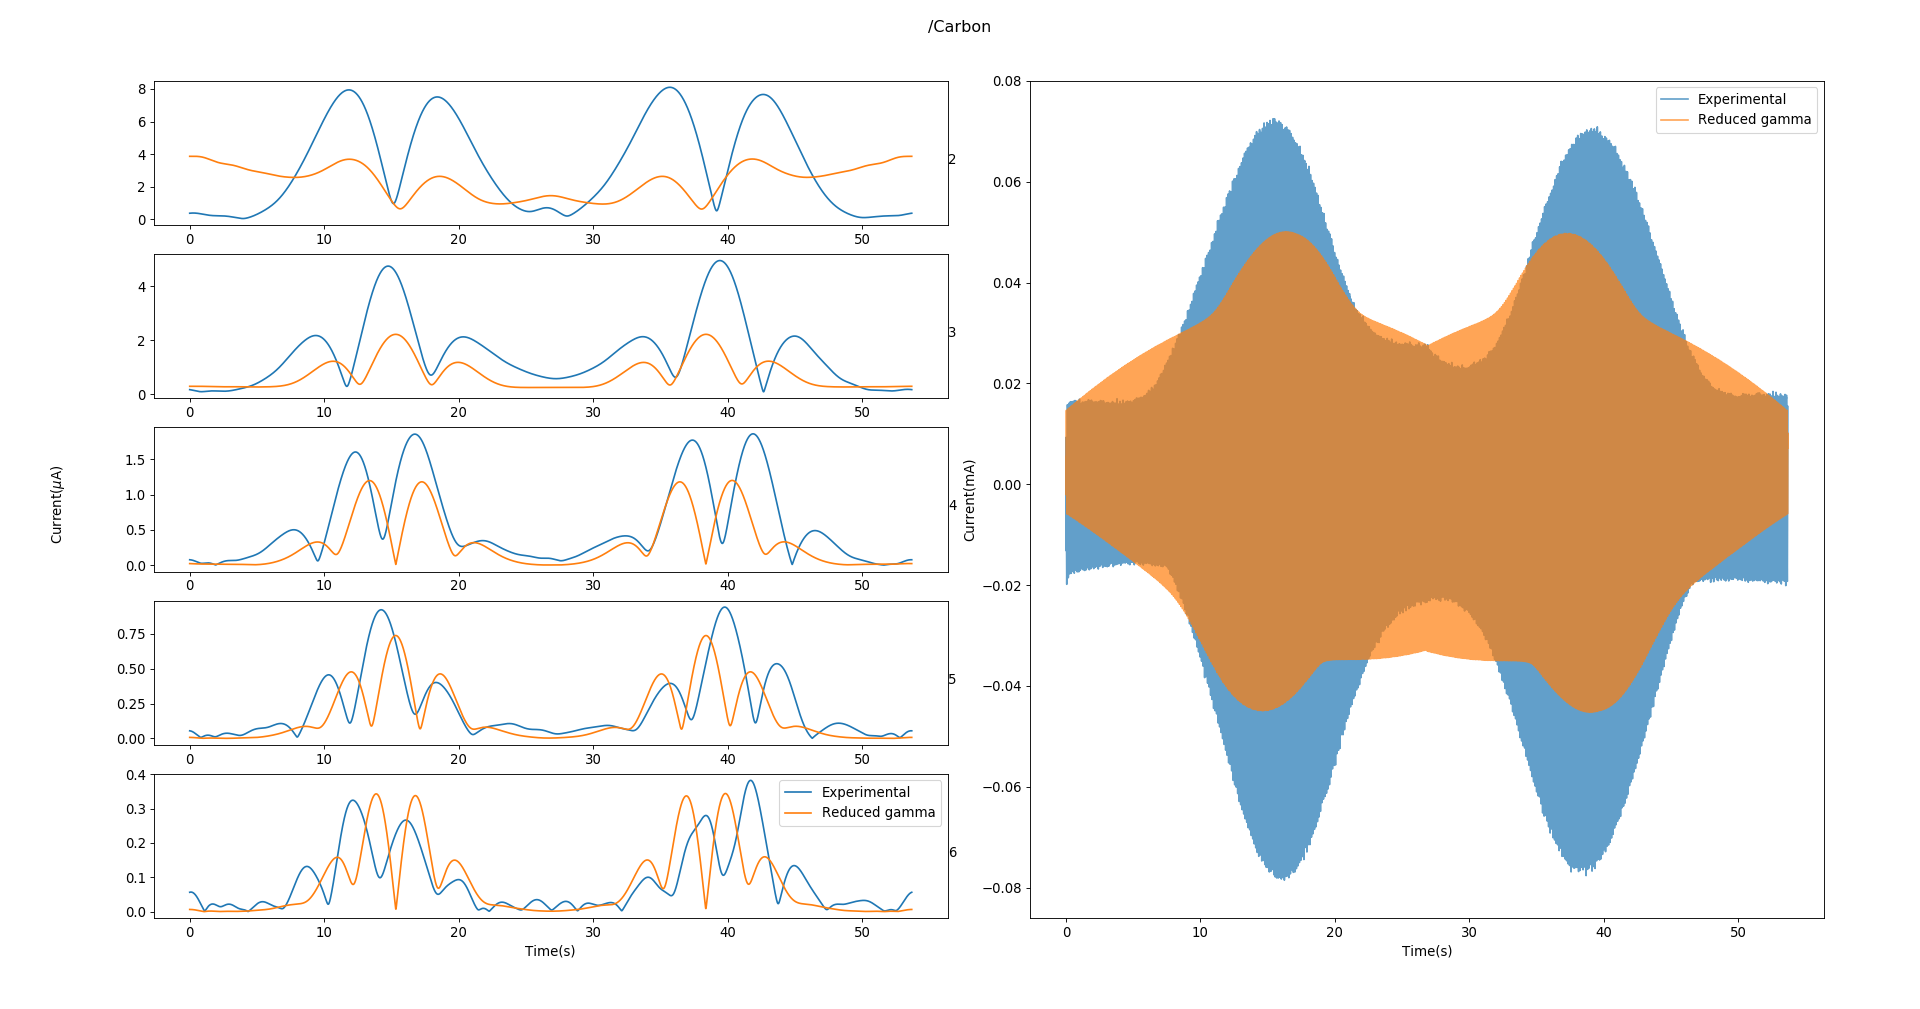 /Carbon
8
6
4
2
0
0 10 20 30 40 50
2
4
2
0
0 10 20 30 40 50
3
1.5
1.0
0.5
0.0
0 10 20 30 40 50
4
0.75
0.50
0.25
0.00
0 10 20 30 40 50
5
0.4
0.3
0.2
0.1
0.0
Experimental
Reduced gamma
0 10 20 30 40 50
6
Time(s)
Current(μA)
0.08
0.06
0.04
0.02
0.00
−0.02
−0.04
−0.06
−0.08
Experimental
Reduced gamma
0 10 20 30 40 50
Time(s)
Current(mA)